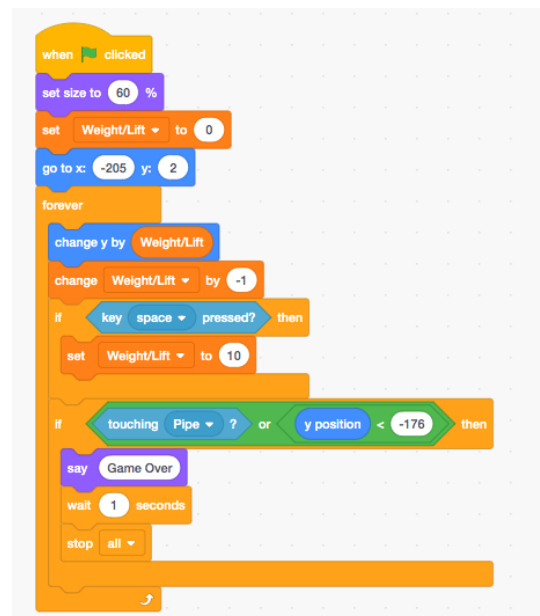 when clicked
set size to 60 %
set Weight/Lift to 0
go to x: -205 y: 2
forever
change y by Weight/Lift
change Weight/Lift by -1
if key space pressed? then
set Weight/Lift to 10
if touching Pipe ? or y position < -176 then
say Game Over
wait 1 seconds
stop all